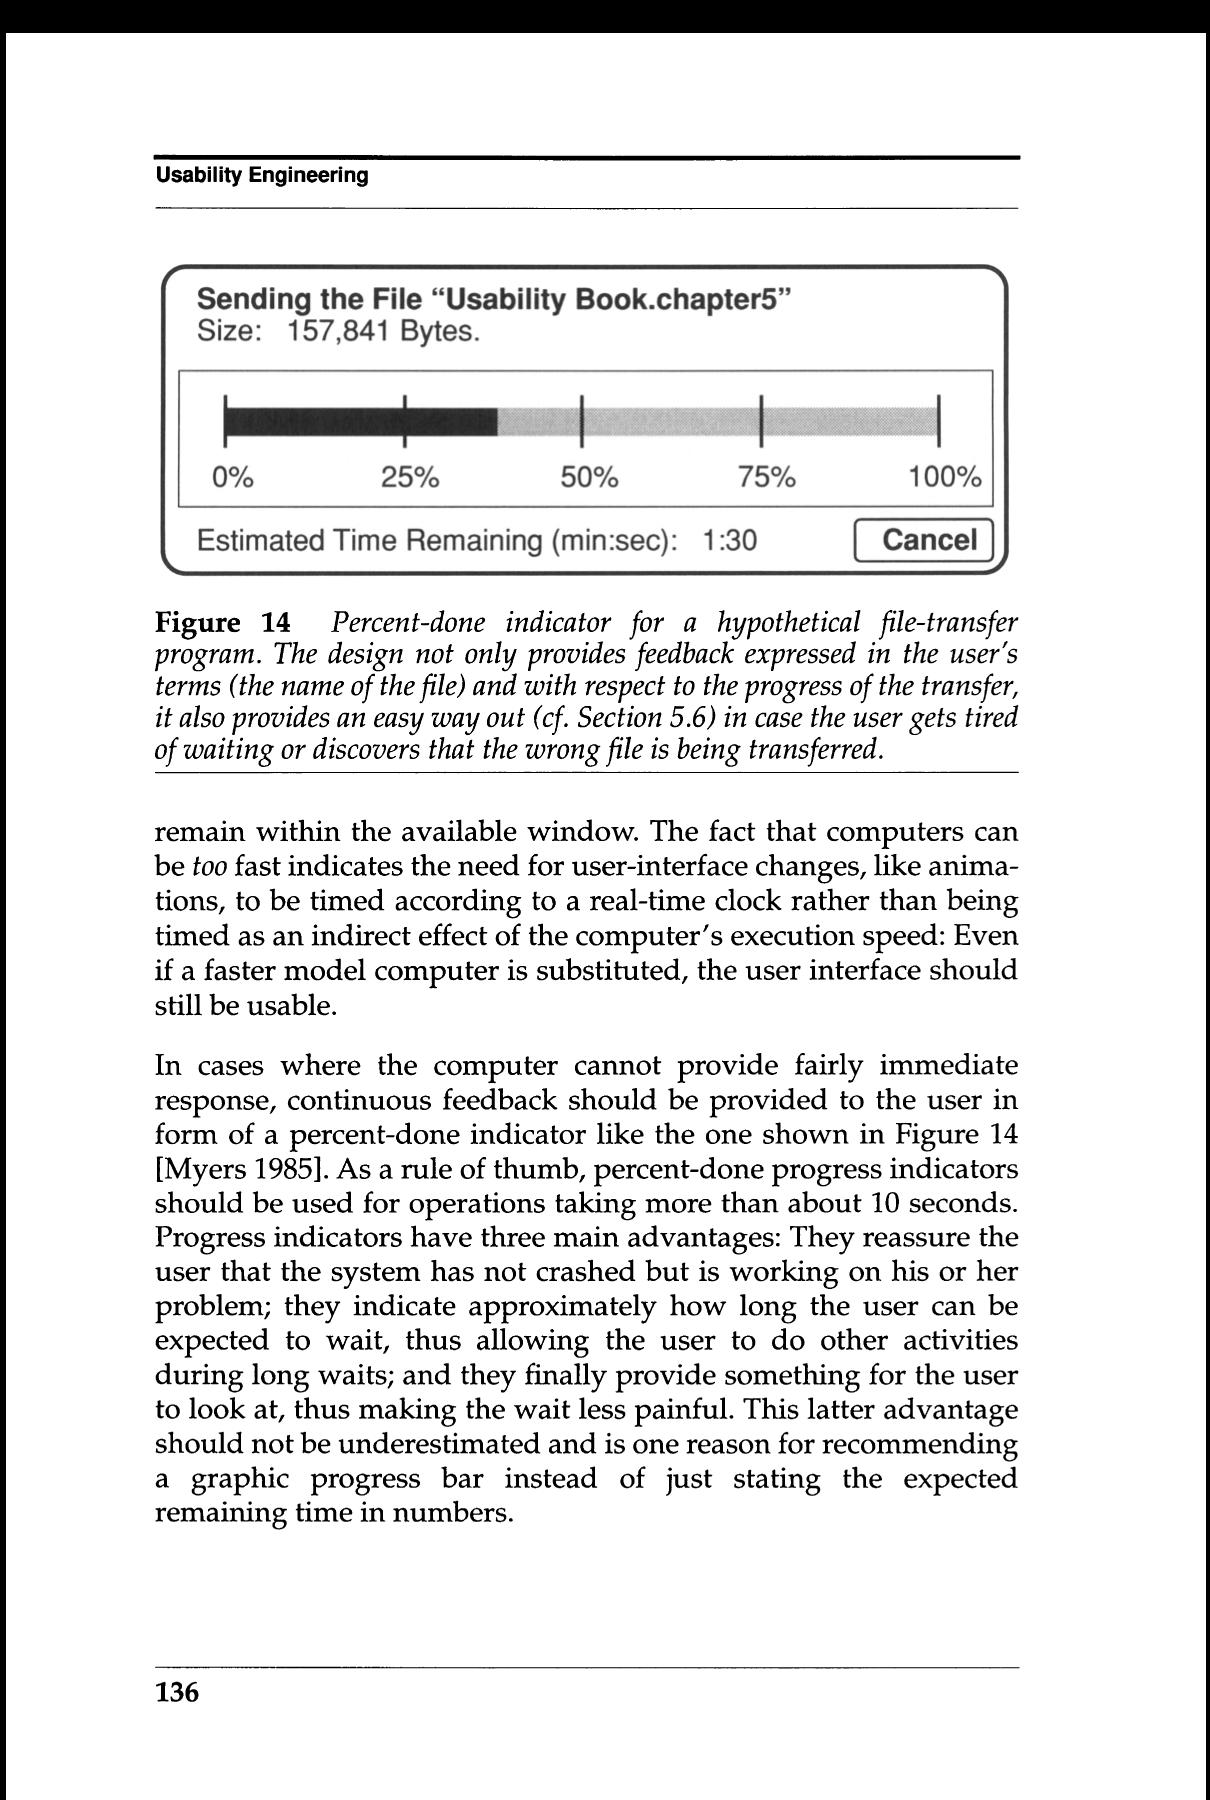 Usability Engineering
Sending the File “Usability Book.chapter5”
Size: 157,841 Bytes.
0% 25% 50% 75% 100%
Estimated Time Remaining (min:sec): 1:30 Cancel
Figure 14 Percent-done indicator for a hypothetical file-transfer
program. The design not only provides feedback expressed in the user’s
terms (the name of the file) and with respect to the progress of the transfer,
it also provides an easy way out (cf. Section 5.6) in case the user gets tired
of waiting or discovers that the wrong file is being transferred.
remain within the available window. The fact that computers can
be too fast indicates the need for user-interface changes, like anima-
tions, to be timed according to a real-time clock rather than being
timed as an indirect effect of the computer’s execution speed: Even
if a faster model computer is substituted, the user interface should
still be usable.
In cases where the computer cannot provide fairly immediate
response, continuous feedback should be provided to the user in
form of a percent-done indicator like the one shown in Figure 14
[Myers 1985]. As a rule of thumb, percent-done progress indicators
should be used for operations taking more than about 10 seconds.
Progress indicators have three main advantages: They reassure the
user that the system has not crashed but is working on his or her
problem; they indicate approximately how long the user can be
expected to wait, thus allowing the user to do other activities
during long waits; and they finally provide something for the user
to look at, thus making the wait less painful. This latter advantage
should not be underestimated and is one reason for recommending
a graphic progress bar instead of just stating the expected
remaining time in numbers.
136